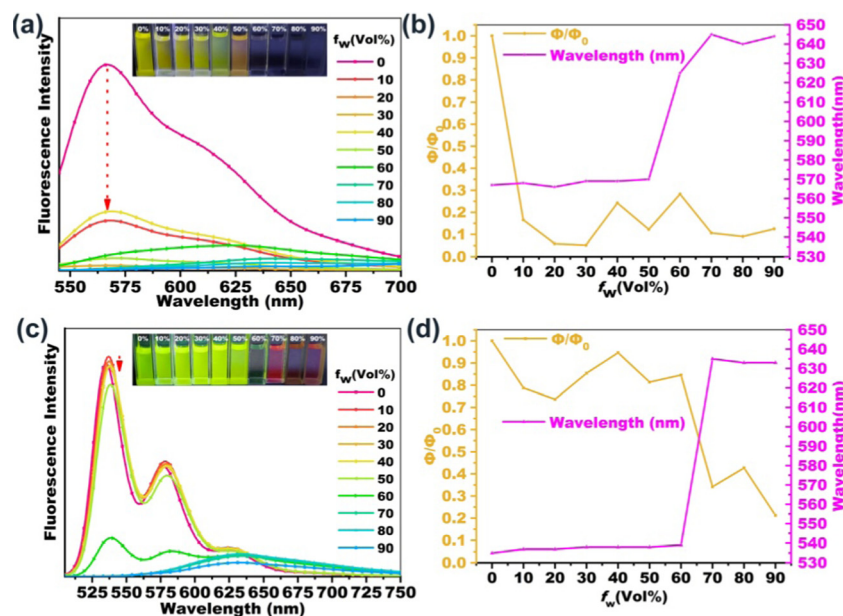 (a)
0% 10% 20% 30% 40% 50% 60% 70% 80% 90%
fw(Vol%)
0
10
20
30
40
50
60
70
80
90
Fluorescence Intensity
550 575 600 625 650 675 700
Wavelength (nm)
(b)
Φ/Φ0
Wavelength (nm)
1.0
0.9
0.8
0.7
0.6
0.5
0.4
0.3
0.2
0.1
0.0
Φ/Φ0
650
640
630
620
610
600
590
580
570
560
550
540
530
Wavelength(nm)
0 10 20 30 40 50 60 70 80 90
fw(Vol%)
(c)
0% 10% 20% 30% 40% 50% 60% 70% 80% 90%
fw(Vol%)
0
10
20
30
40
50
60
70
80
90
Fluorescence Intensity
525 550 575 600 625 650 675 700 725 750
Wavelength (nm)
(d)
Φ/Φ0
Wavelength (nm)
1.0
0.9
0.8
0.7
0.6
0.5
0.4
0.3
0.2
0.1
0.0
Φ/Φ0
650
640
630
620
610
600
590
580
570
560
550
540
530
Wavelength(nm)
0 10 20 30 40 50 60 70 80 90
fw(Vol%)